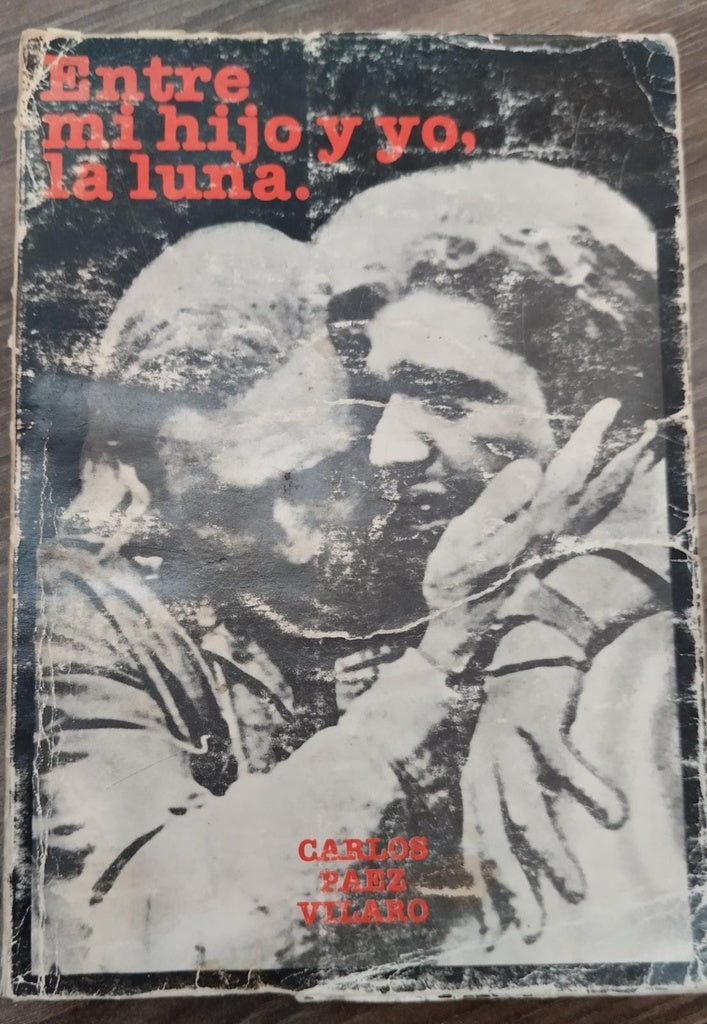 Entre
mi hijo y yo,
la luna.
CARLOS
PAEZ
VILARO